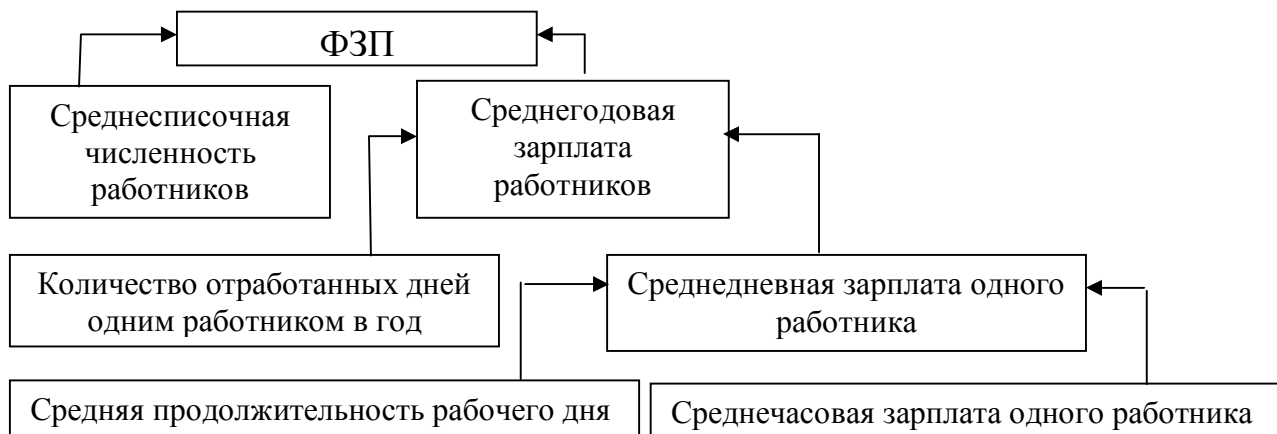 ФЗП
Среднесписочная
численность
работников
Среднегодовая
зарплата
работников
Количество отработанных дней
одним работником в год
Среднедневная зарплата одного
работника
Средняя продолжительность рабочего дня
Среднечасовая зарплата одного работника